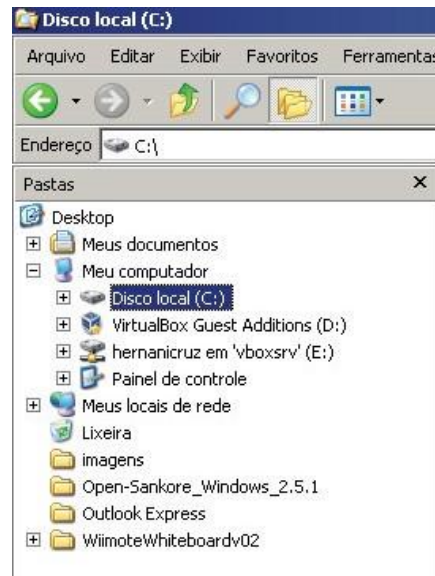 Disco local (C:)
Arquivo Editar Exibir Favoritos Ferramentas
Endereço C:\
Pastas
Desktop
Meus documentos
Meu computador
Disco local (C:)
VirtualBox Guest Additions (D:)
hernanicruz em 'vboxsrv' (E:)
Painel de controle
Meus locais de rede
Lixeira
imagens
Open-Sankore_Windows_2.5.1
Outlook Express
WiimoteWhiteboardv02